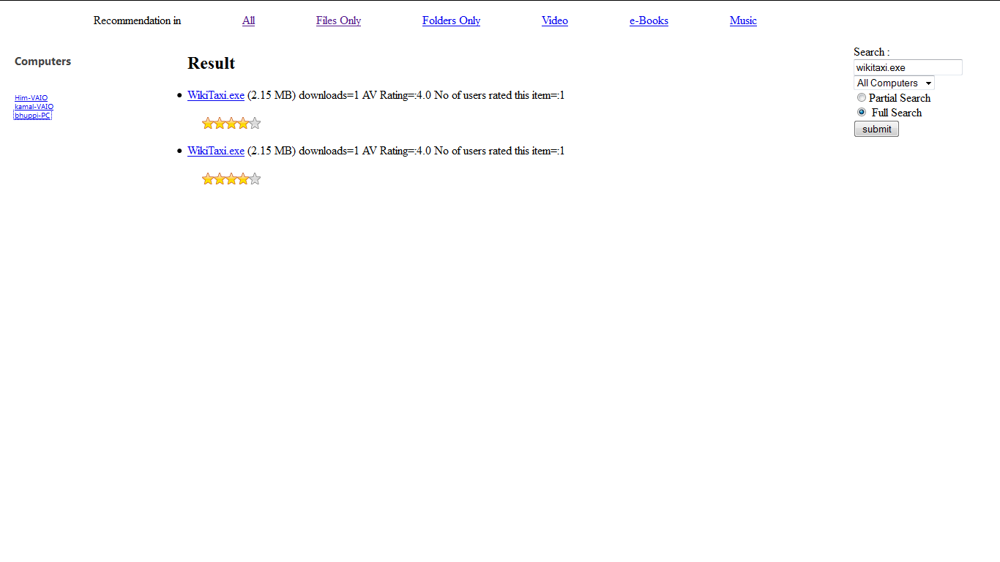 Recommendation in All Files Only Folders Only Video e-Books Music
Computers
Him-VAIO
kamal-VAIO
bhuppi-PC
Result
WikiTaxi.exe (2.15 MB) downloads=1 AV Rating=:4.0 No of users rated this item=:1
WikiTaxi.exe (2.15 MB) downloads=1 AV Rating=:4.0 No of users rated this item=:1
Search :
wikitaxi.exe
All Computers
Partial Search
Full Search
submit